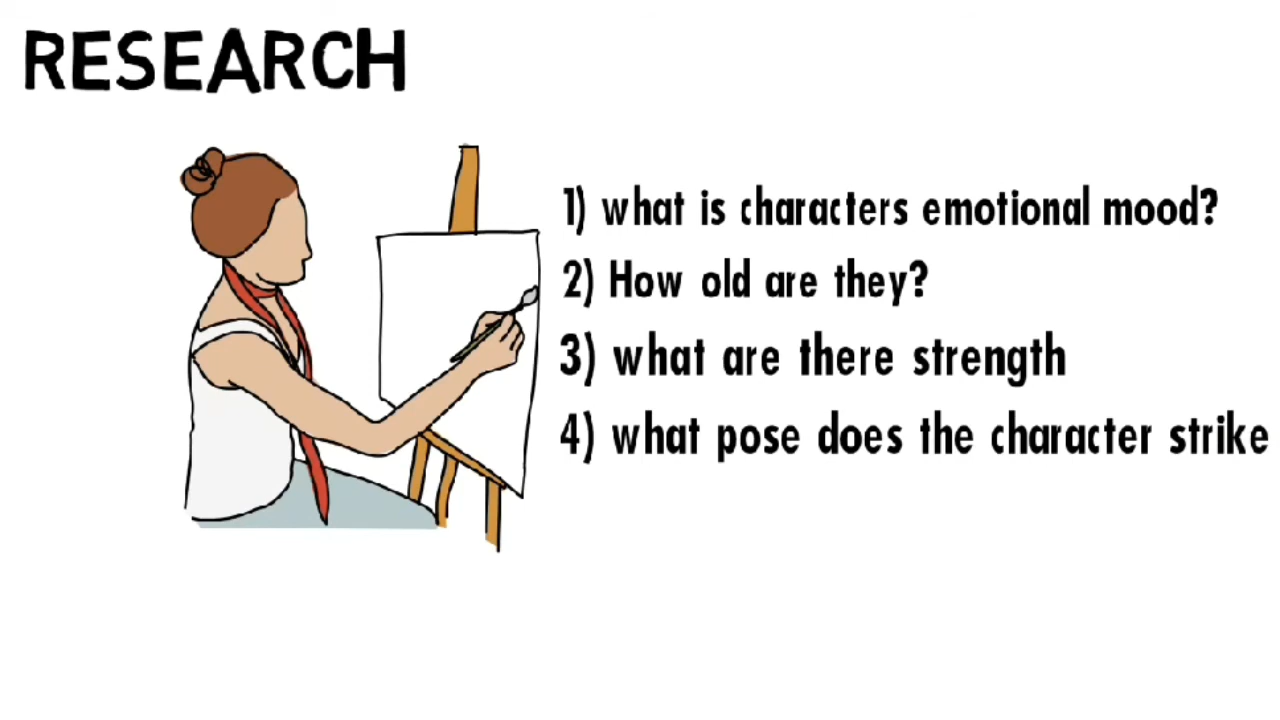 RESEARCH
1) what is characters emotional mood?
2) How old are they?
3) what are there strength
4) what pose does the character strike